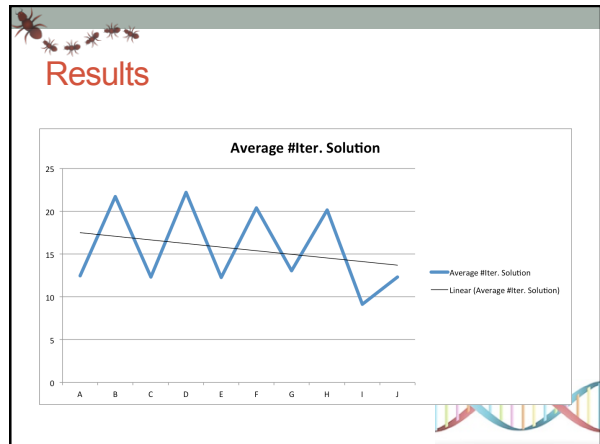 Results
Average #Iter. Solution
25
20
15
10
5
0
A B C D E F G H I J
Average #Iter. Solution
Linear (Average #Iter. Solution)